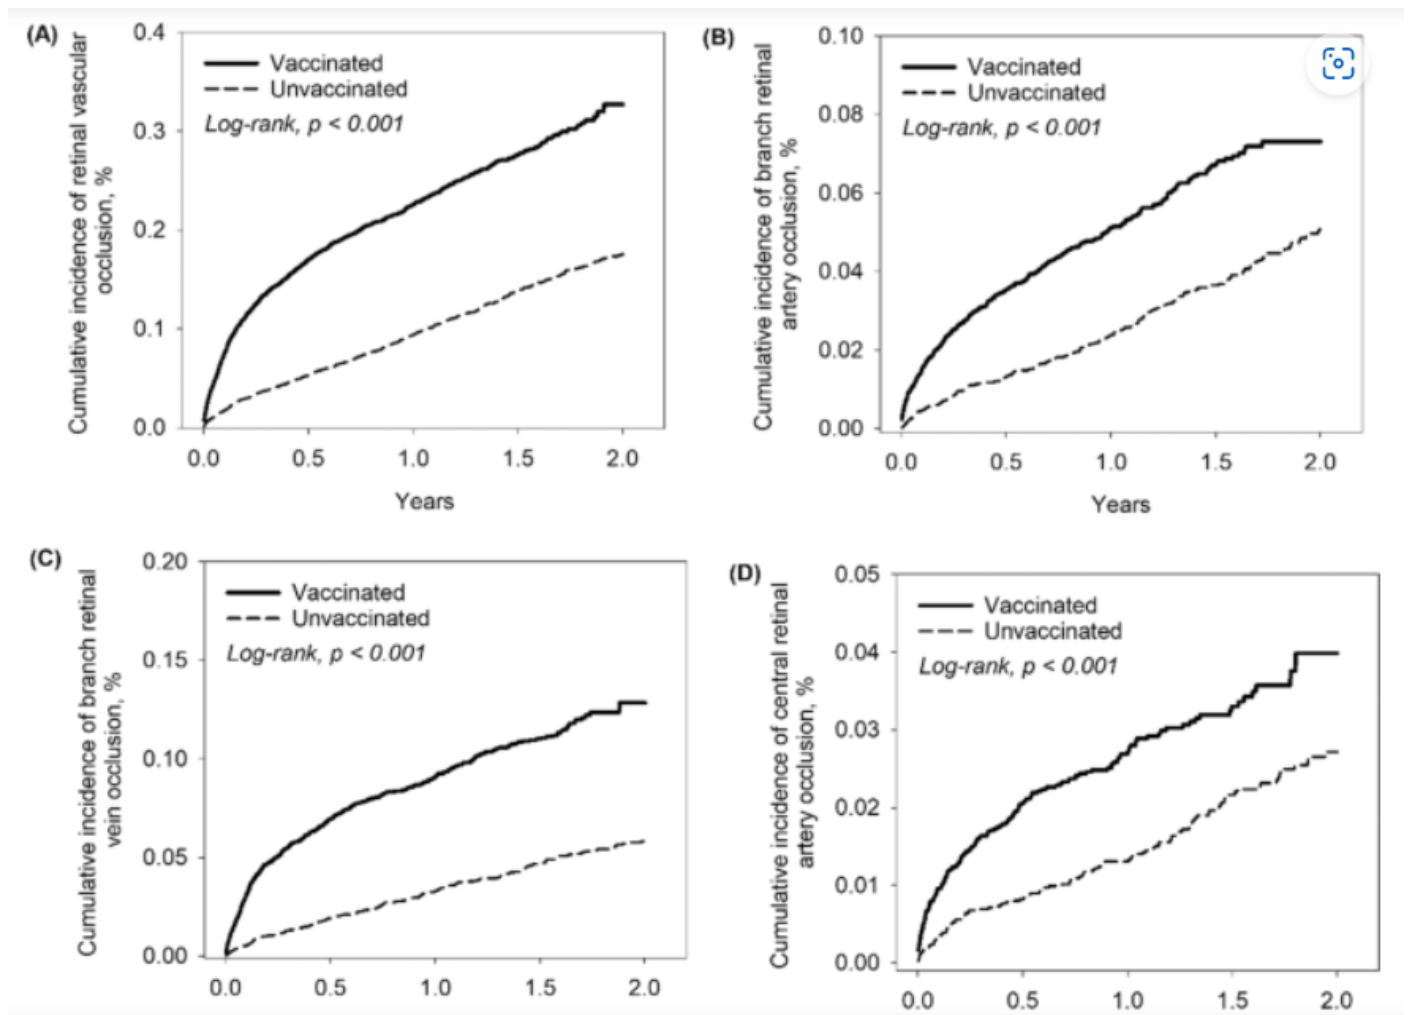 (A)
Cumulative incidence of retinal vascular
occlusion, %
0.4
0.3
0.2
0.1
0.0
Vaccinated
Unvaccinated
Log-rank, p < 0.001
0.0 0.5 1.0 1.5 2.0
Years
(B)
Cumulative incidence of branch retinal
artery occlusion, %
0.10
0.08
0.06
0.04
0.02
0.00
Vaccinated
Unvaccinated
Log-rank, p < 0.001
0.0 0.5 1.0 1.5 2.0
Years
(C)
Cumulative incidence of branch retinal
vein occlusion, %
0.20
0.15
0.10
0.05
0.00
Vaccinated
Unvaccinated
Log-rank, p < 0.001
0.0 0.5 1.0 1.5 2.0
(D)
Cumulative incidence of central retinal
artery occlusion, %
0.05
0.04
0.03
0.02
0.01
0.00
Vaccinated
Unvaccinated
Log-rank, p < 0.001
0.0 0.5 1.0 1.5 2.0